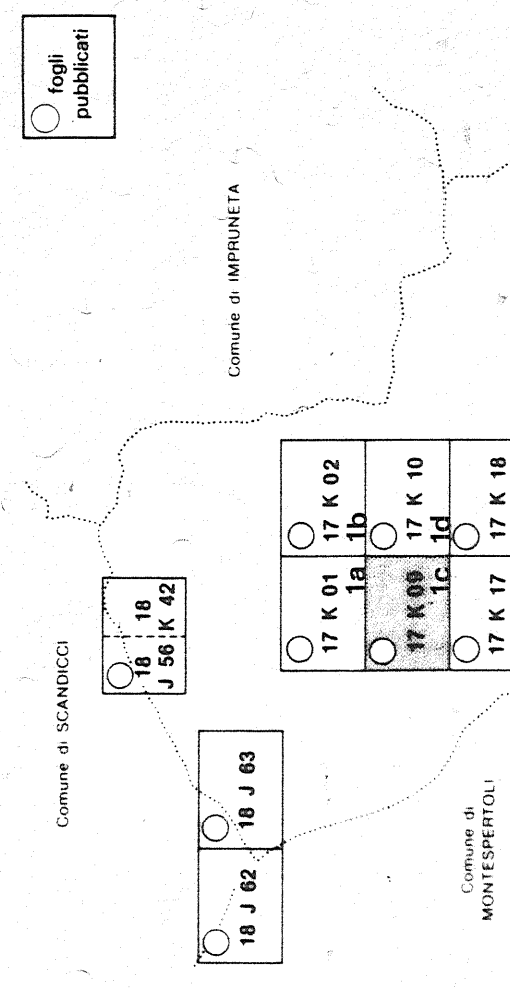 fogli
pubblicati
Comune di IMPRUNETA
Comune di SCANDICCI
18
J 56
18
K 42
18 J 62
18 J 63
17 K 01
1a
17 K 02
1b
17 K 09
1c
17 K 10
1d
17 K 17
17 K 18
Comune di
MONTESPERTOLI